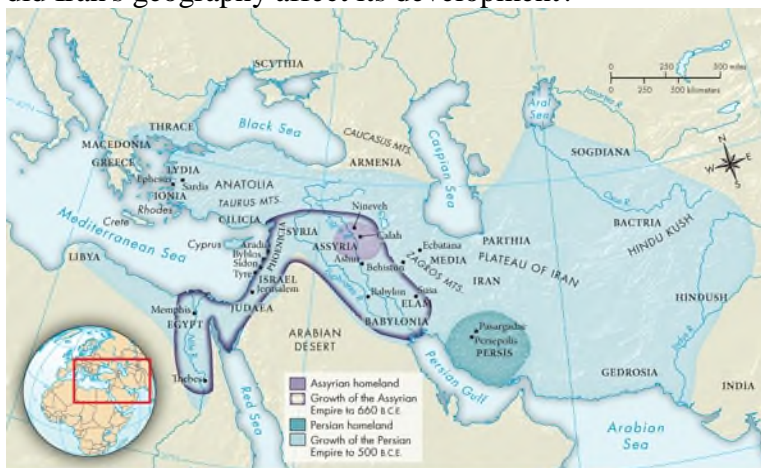 did Iran's geography affect its development?
SCYTHIA
Aral
Sea
Jaxartes R.
0 250 500 miles
0 250 500 kilometers
Black Sea
Caspian Sea
CAUCASUS MTS.
THRACE
MACEDONIA
GREECE
LYDIA
Ephesus
Sardis
IONIA
ANATOLIA
ARMENIA
SOGDIANA
Oxus R.
N
W E
S
Rhodes
TAURUS MTS.
CILICIA
Crete
Mediterranean Sea
Cyprus
Nineveh
SYRIA
ASSYRIA
Calah
Ashur
Aradus
Byblos
Sidon
Tyre
PHOENICIA
ISRAEL
Jerusalem
JUDAEA
Behistun
Ecbatana
MEDIA
ZAGROS MTS.
PARTHIA
PLATEAU OF IRAN
IRAN
BACTRIA
HINDU KUSH
LIBYA
Memphis
EGYPT
Nile R.
Thebes
Babylon
Susa
ELAM
BABYLONIA
ARABIAN
DESERT
Pasargadae
Persepolis
PERSIS
HINDUSH
GEDROSIA
INDIA
Red Sea
Persian Gulf
Arabian
Sea
Assyrian homeland
Growth of the Assyrian
Empire to 660 B.C.E.
Persian homeland
Growth of the Persian
Empire to 500 B.C.E.